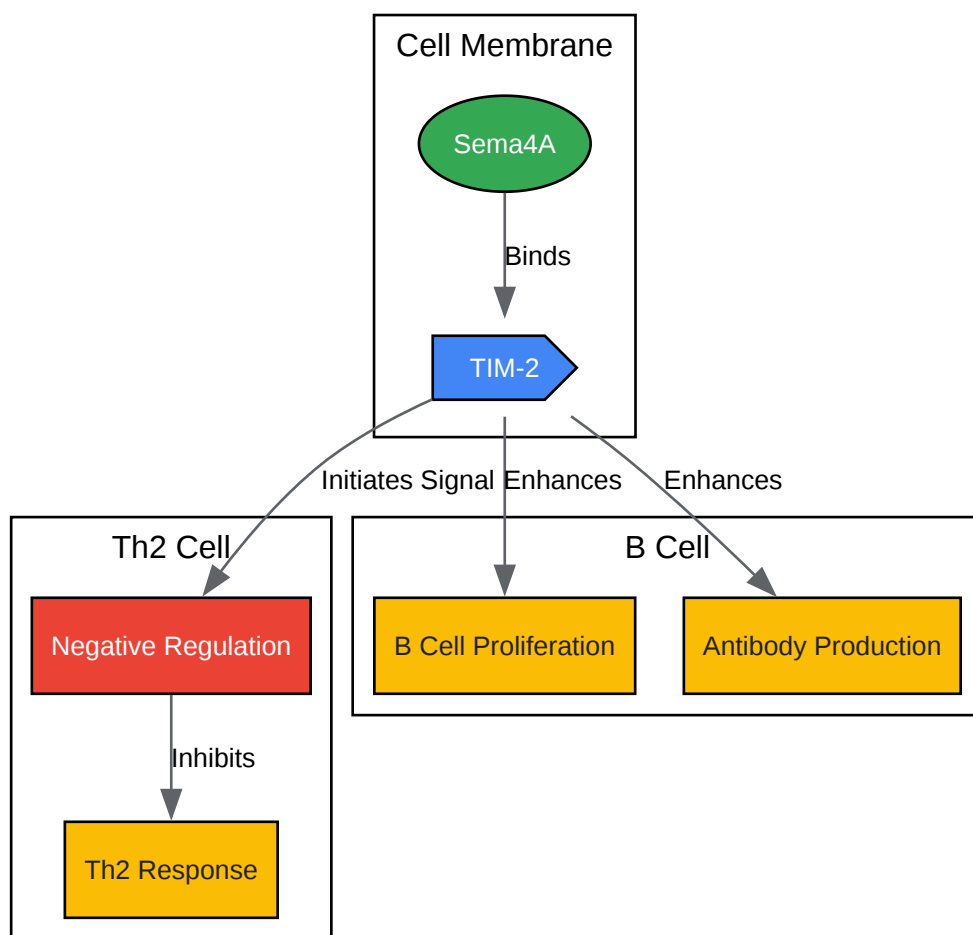 Cell Membrane
Sema4A
Binds
TIM-2
Initiates Signal
Enhances
Enhances
Th2 Cell
B Cell
Negative Regulation
B Cell Proliferation
Antibody Production
Inhibits
Th2 Response